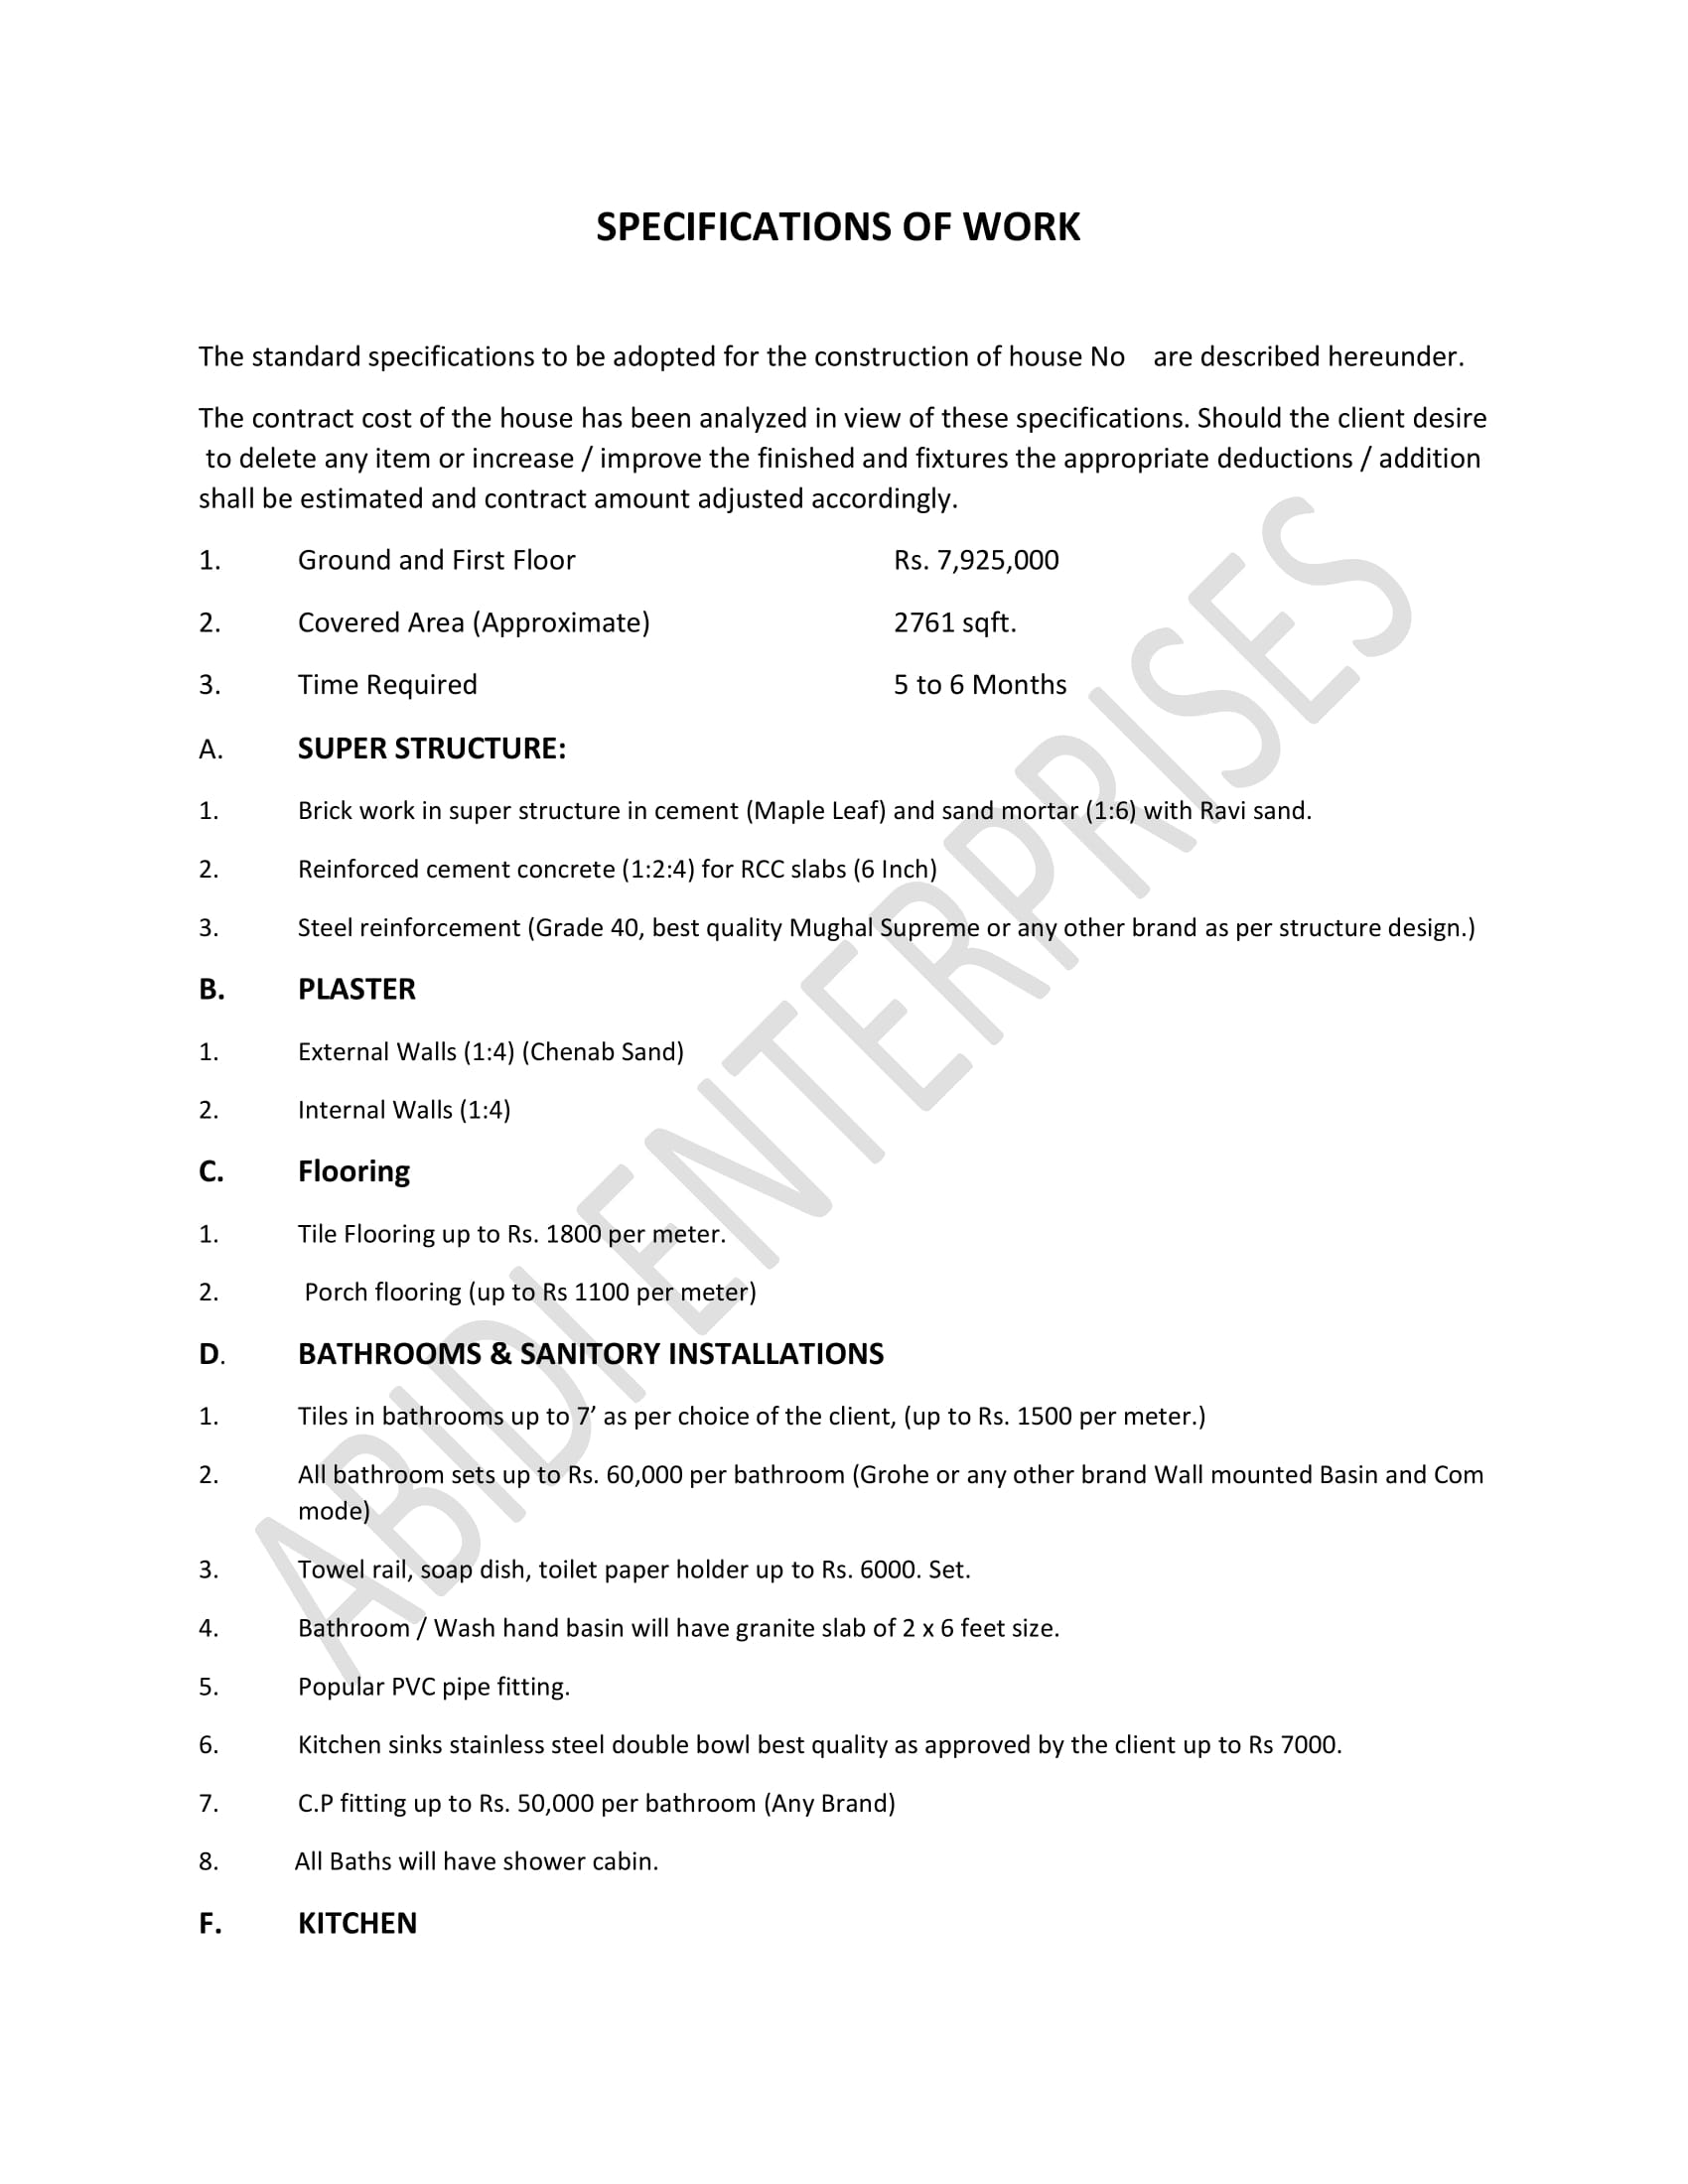 SPECIFICATIONS OF WORK
The standard specifications to be adopted for the construction of house No    are described hereunder.
The contract cost of the house has been analyzed in view of these specifications. Should the client desire
to delete any item or increase / improve the finished and fixtures the appropriate deductions / addition
shall be estimated and contract amount adjusted accordingly.
1. Ground and First Floor Rs. 7,925,000
2. Covered Area (Approximate) 2761 sqft.
3. Time Required 5 to 6 Months
A. SUPER STRUCTURE:
1. Brick work in super structure in cement (Maple Leaf) and sand mortar (1:6) with Ravi sand.
2. Reinforced cement concrete (1:2:4) for RCC slabs (6 Inch)
3. Steel reinforcement (Grade 40, best quality Mughal Supreme or any other brand as per structure design.)
B. PLASTER
1. External Walls (1:4) (Chenab Sand)
2. Internal Walls (1:4)
C. Flooring
1. Tile Flooring up to Rs. 1800 per meter.
2. Porch flooring (up to Rs 1100 per meter)
D. BATHROOMS & SANITORY INSTALLATIONS
1. Tiles in bathrooms up to 7’ as per choice of the client, (up to Rs. 1500 per meter.)
2. All bathroom sets up to Rs. 60,000 per bathroom (Grohe or any other brand Wall mounted Basin and Com
mode)
3. Towel rail, soap dish, toilet paper holder up to Rs. 6000. Set.
4. Bathroom / Wash hand basin will have granite slab of 2 x 6 feet size.
5. Popular PVC pipe fitting.
6. Kitchen sinks stainless steel double bowl best quality as approved by the client up to Rs 7000.
7. C.P fitting up to Rs. 50,000 per bathroom (Any Brand)
8. All Baths will have shower cabin.
F. KITCHEN
ABIDI ENTERPRISES